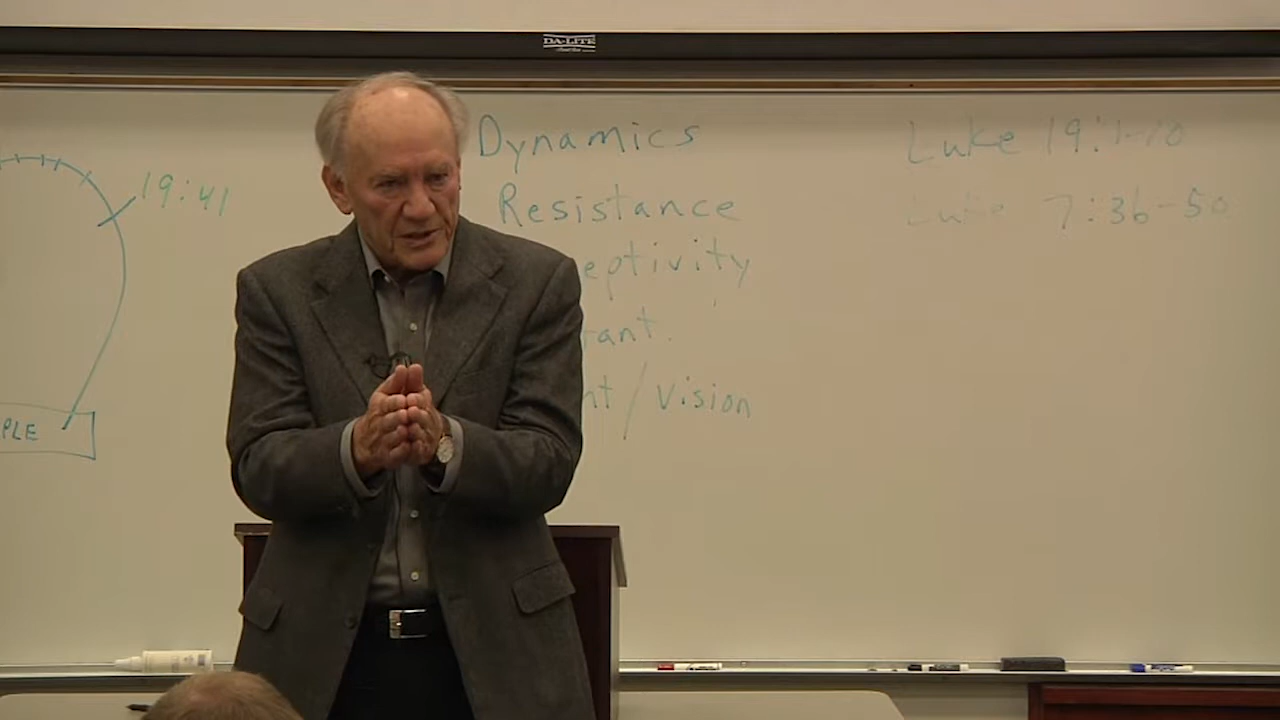 DA-LITE
19:41
PLE
Dynamics
Resistance
eptivity
rant.
nt/vision
Luke 19:1-10
Luke 7:36-50